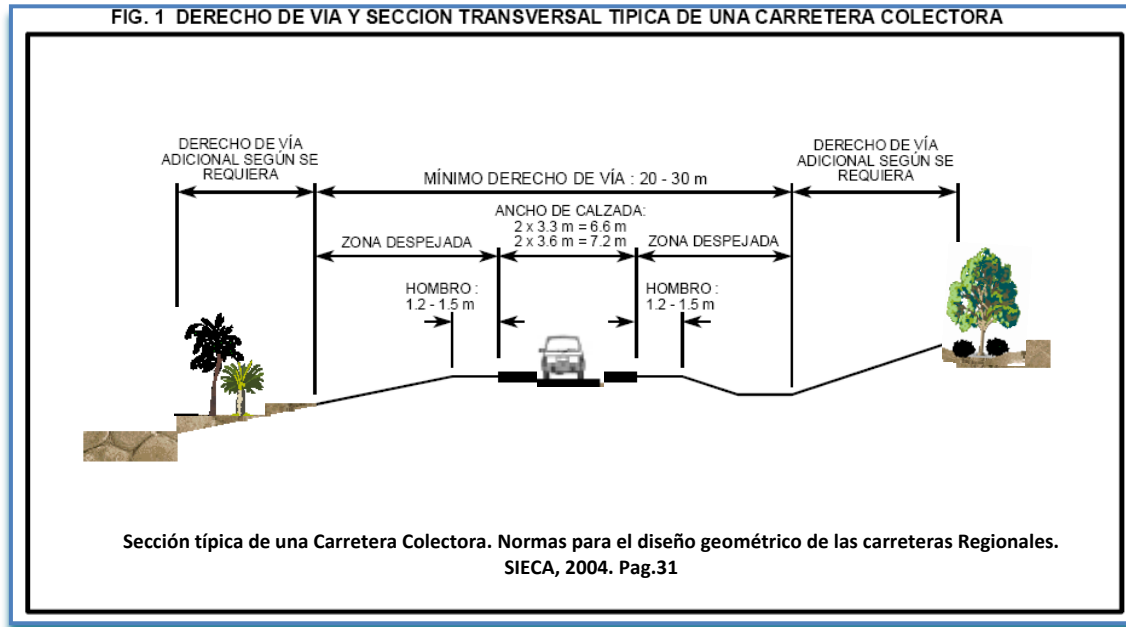 FIG. 1 DERECHO DE VIA Y SECCION TRANSVERSAL TIPICA DE UNA CARRETERA COLECTORA
DERECHO DE VÍA
ADICIONAL SEGÚN SE
REQUIERA
MÍNIMO DERECHO DE VÍA : 20 - 30 m
DERECHO DE VÍA
ADICIONAL SEGÚN SE
REQUIERA
ANCHO DE CALZADA:
2 x 3.3 m = 6.6 m
2 x 3.6 m = 7.2 m
ZONA DESPEJADA
ZONA DESPEJADA
HOMBRO :
1.2 - 1.5 m
HOMBRO :
1.2 - 1.5 m
Sección típica de una Carretera Colectora. Normas para el diseño geométrico de las carreteras Regionales.
SIECA, 2004. Pag.31